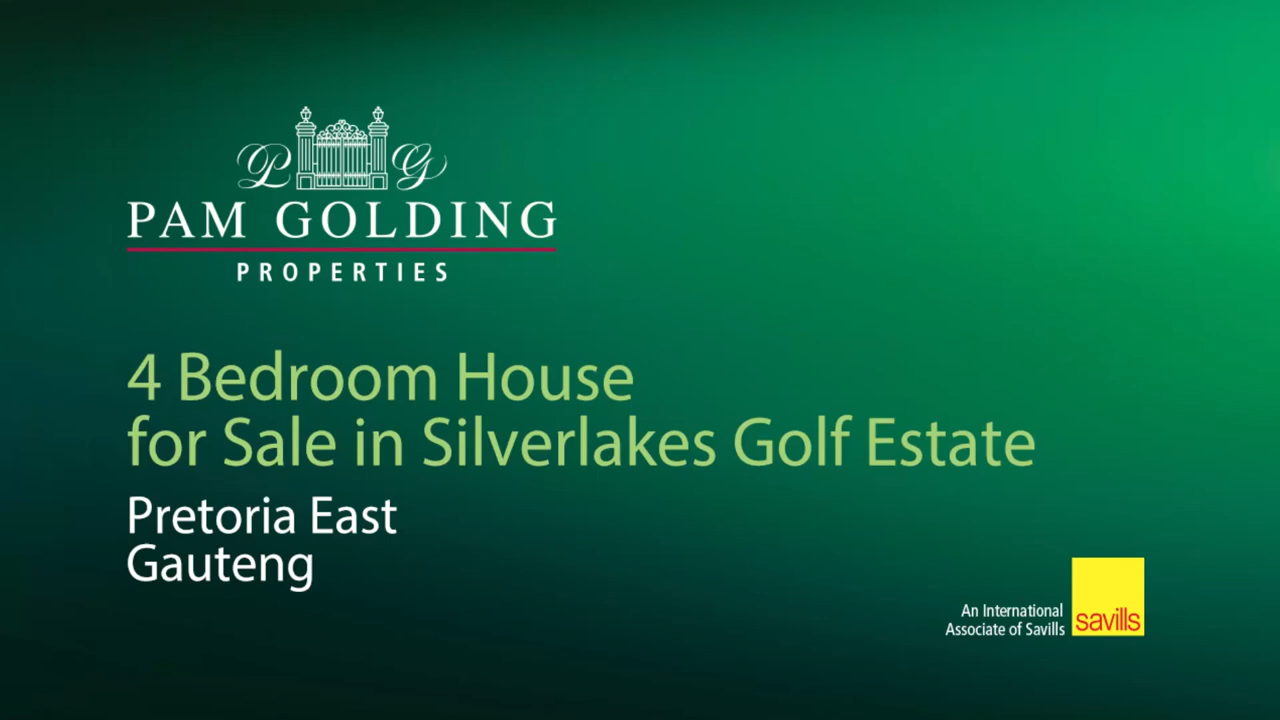 P G
PAM GOLDING
PROPERTIES
4 Bedroom House
for Sale in Silverlakes Golf Estate
Pretoria East
Gauteng
An International
Associate of Savills
savills